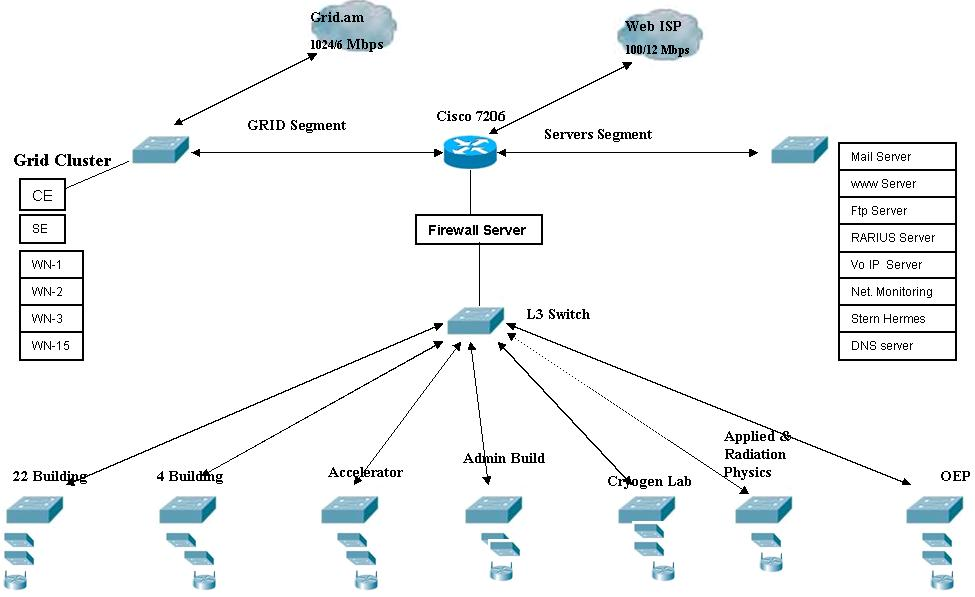 Grid.am
1024/6 Mbps
Web ISP
100/12 Mbps
Cisco 7206
GRID Segment
Servers Segment
Grid Cluster
CE
SE
WN-1
WN-2
WN-3
WN-15
Mail Server
www Server
Ftp Server
RARIUS Server
Vo IP Server
Net. Monitoring
Stern Hermes
DNS server
Firewall Server
L3 Switch
22 Building
4 Building
Accelerator
Admin Build
Cryogen Lab
Applied &
Radiation
Physics
OEP